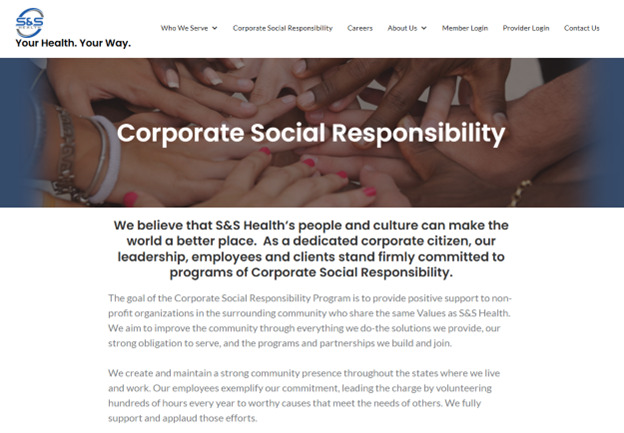 S&S
HEALTH
Your Health. Your Way.
Who We Serve
Corporate Social Responsibility
Careers
About Us
Member Login
Provider Login
Contact Us
Corporate Social Responsibility
We believe that S&S Health’s people and culture can make the
world a better place. As a dedicated corporate citizen, our
leadership, employees and clients stand firmly committed to
programs of Corporate Social Responsibility.
The goal of the Corporate Social Responsibility Program is to provide positive support to non-
profit organizations in the surrounding community who share the same Values as S&S Health.
We aim to improve the community through everything we do-the solutions we provide, our
strong obligation to serve, and the programs and partnerships we build and join.
We create and maintain a strong community presence throughout the states where we live
and work. Our employees exemplify our commitment, leading the charge by volunteering
hundreds of hours every year to worthy causes that meet the needs of others. We fully
support and applaud those efforts.